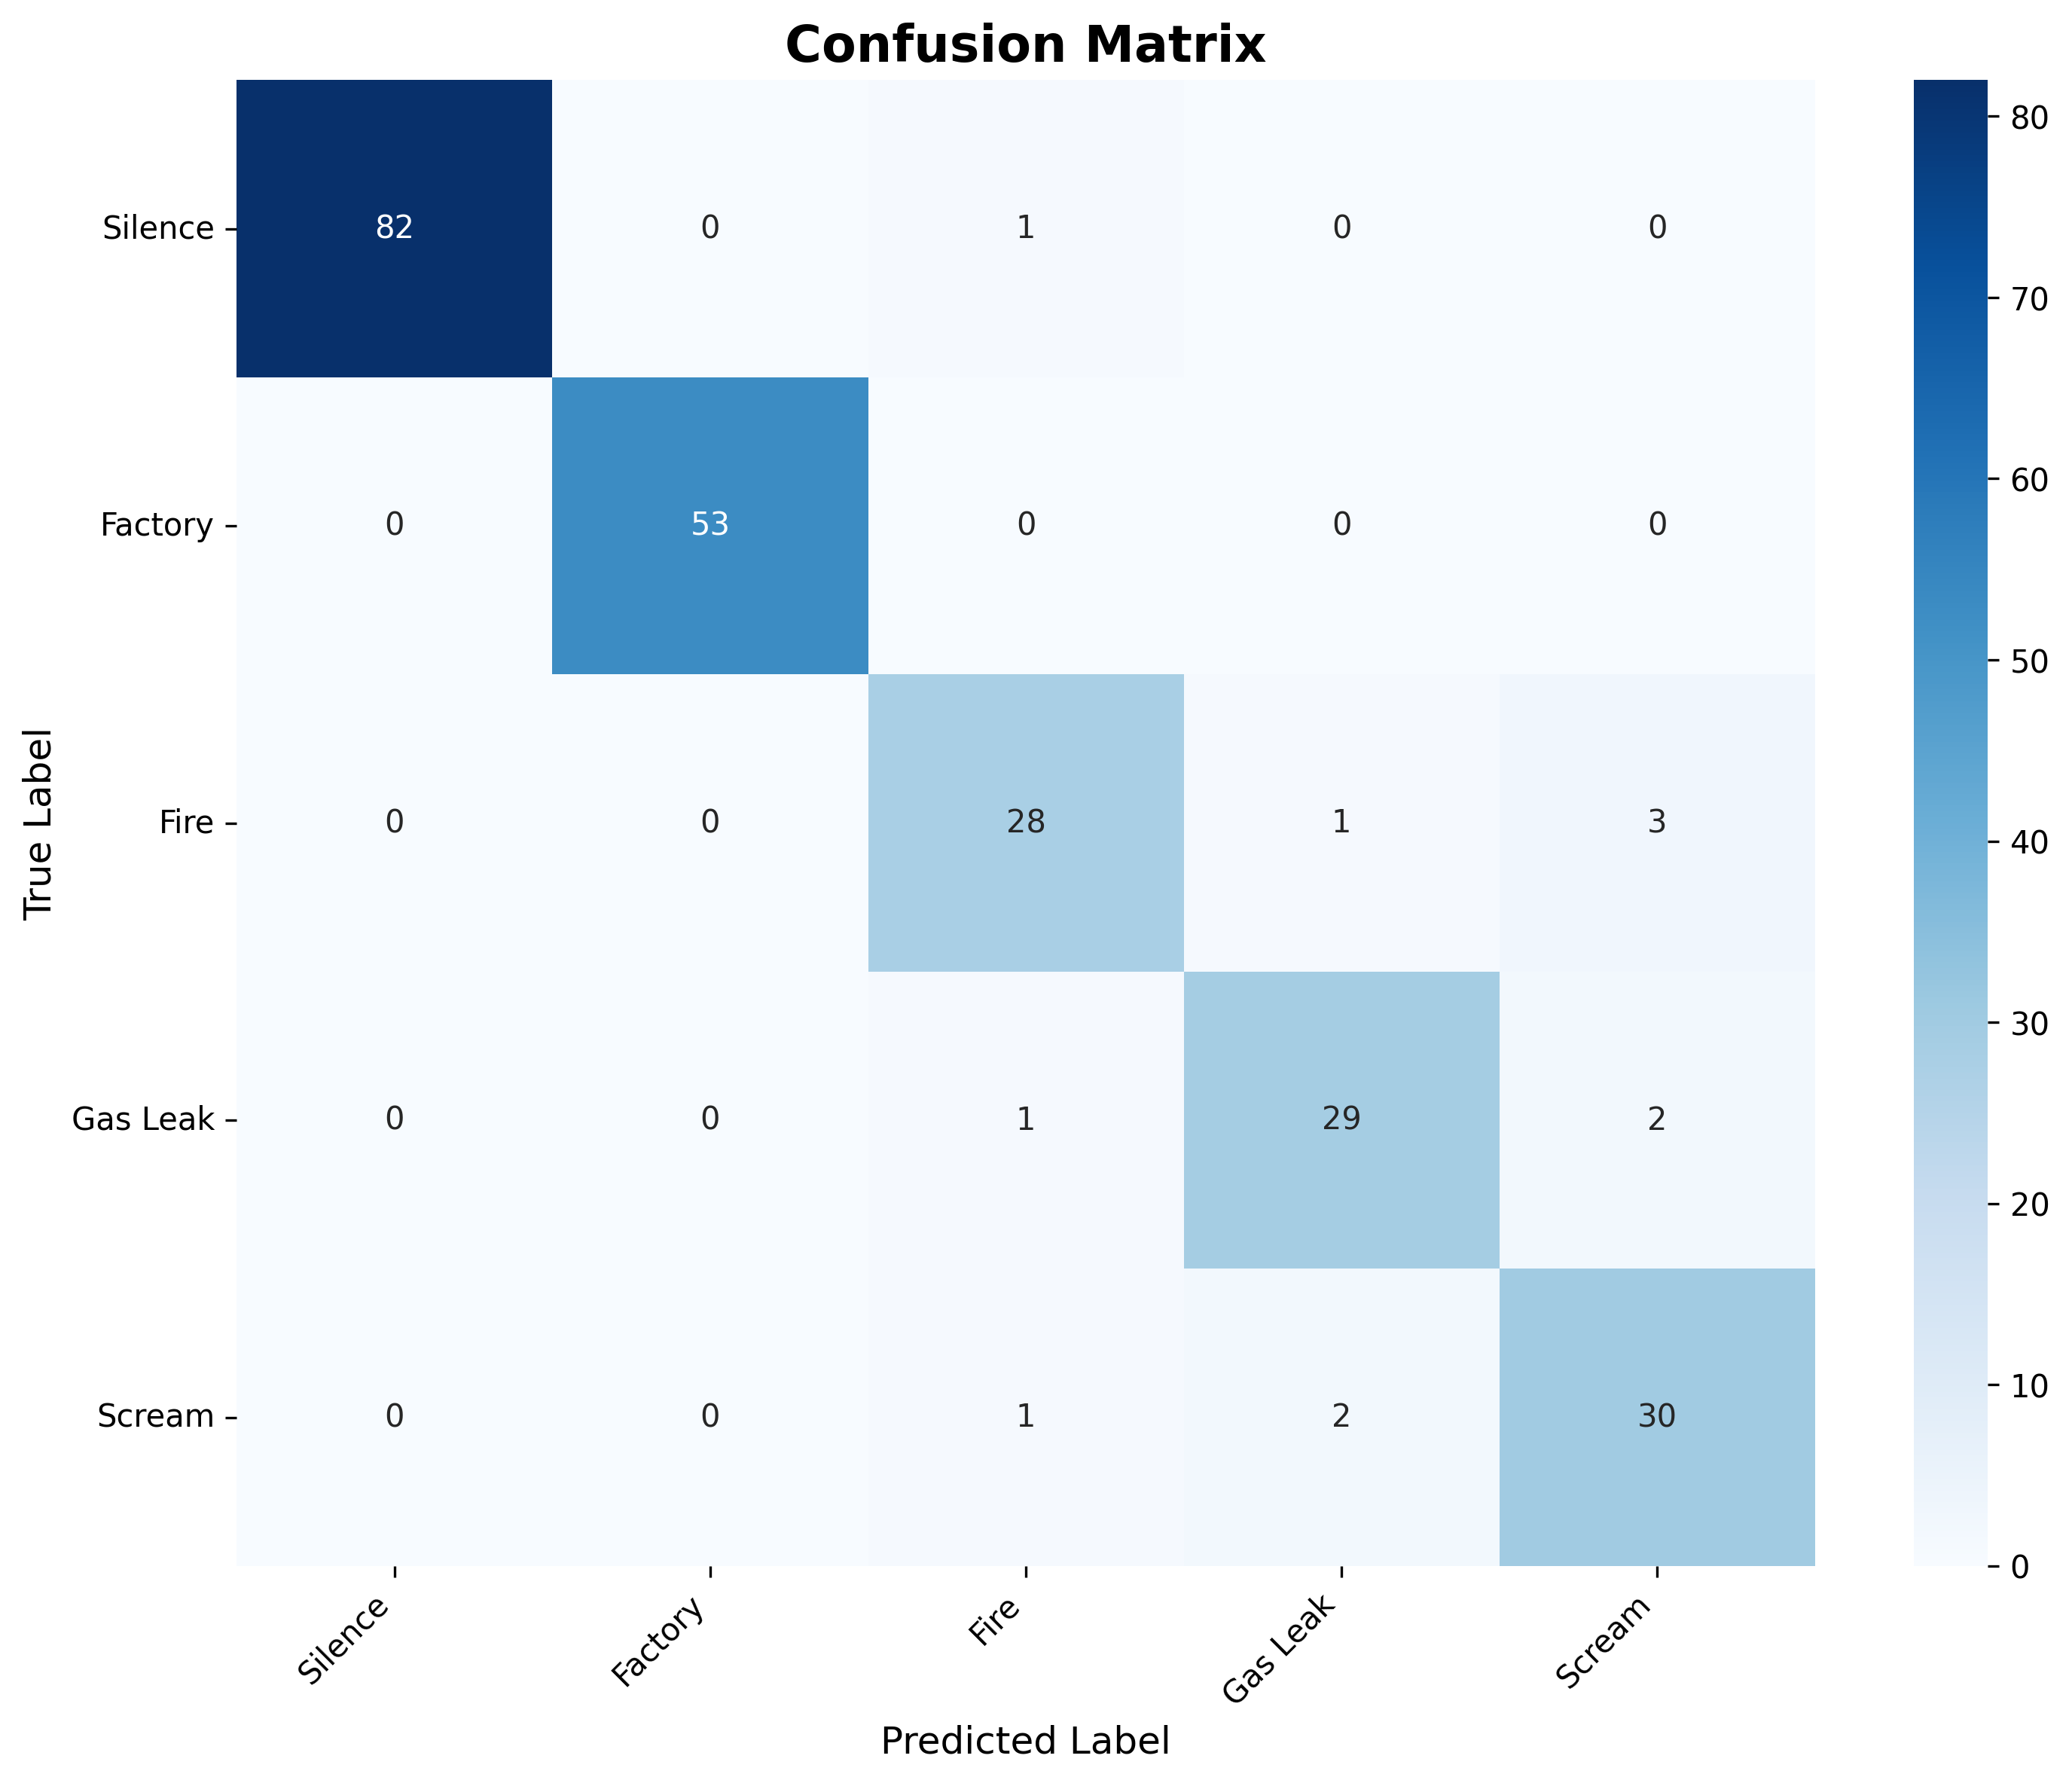 Confusion Matrix
Silence 82 0 1 0 0
Factory 0 53 0 0 0
Fire 0 0 28 1 3
Gas Leak 0 0 1 29 2
Scream 0 0 1 2 30
True Label
Silence Factory Fire Gas Leak Scream
Predicted Label
80
70
60
50
40
30
20
10
0